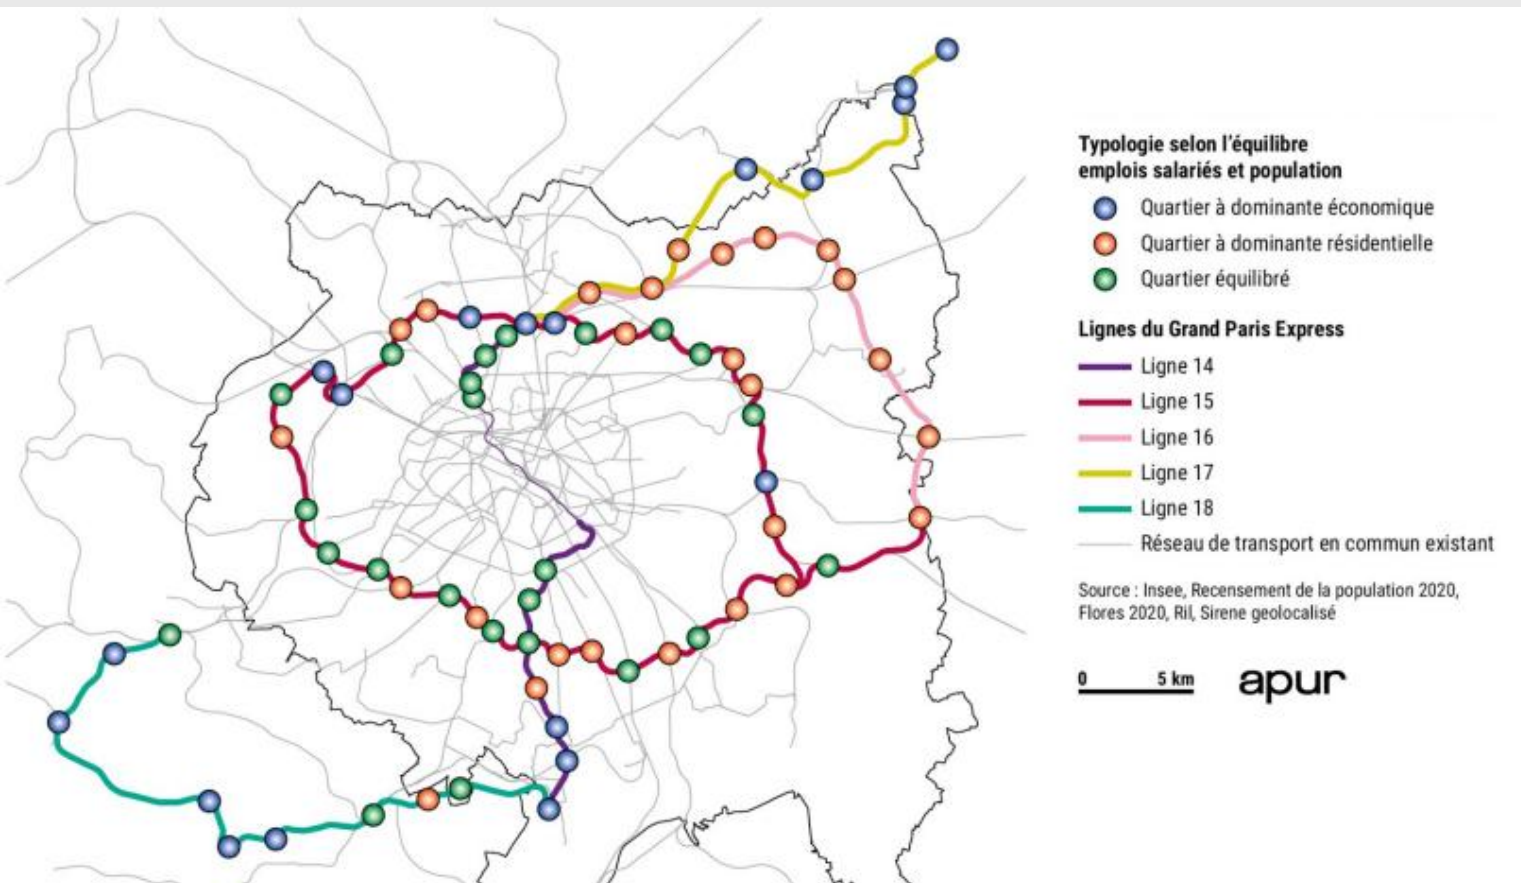 Typologie selon l'équilibre
emplois salariés et population
Quartier à dominante économique
Quartier à dominante résidentielle
Quartier équilibré
Lignes du Grand Paris Express
Ligne 14
Ligne 15
Ligne 16
Ligne 17
Ligne 18
Réseau de transport en commun existant
Source : Insee, Recensement de la population 2020,
Flores 2020, Ril, Sirene geolocalisé
0 5 km
apur